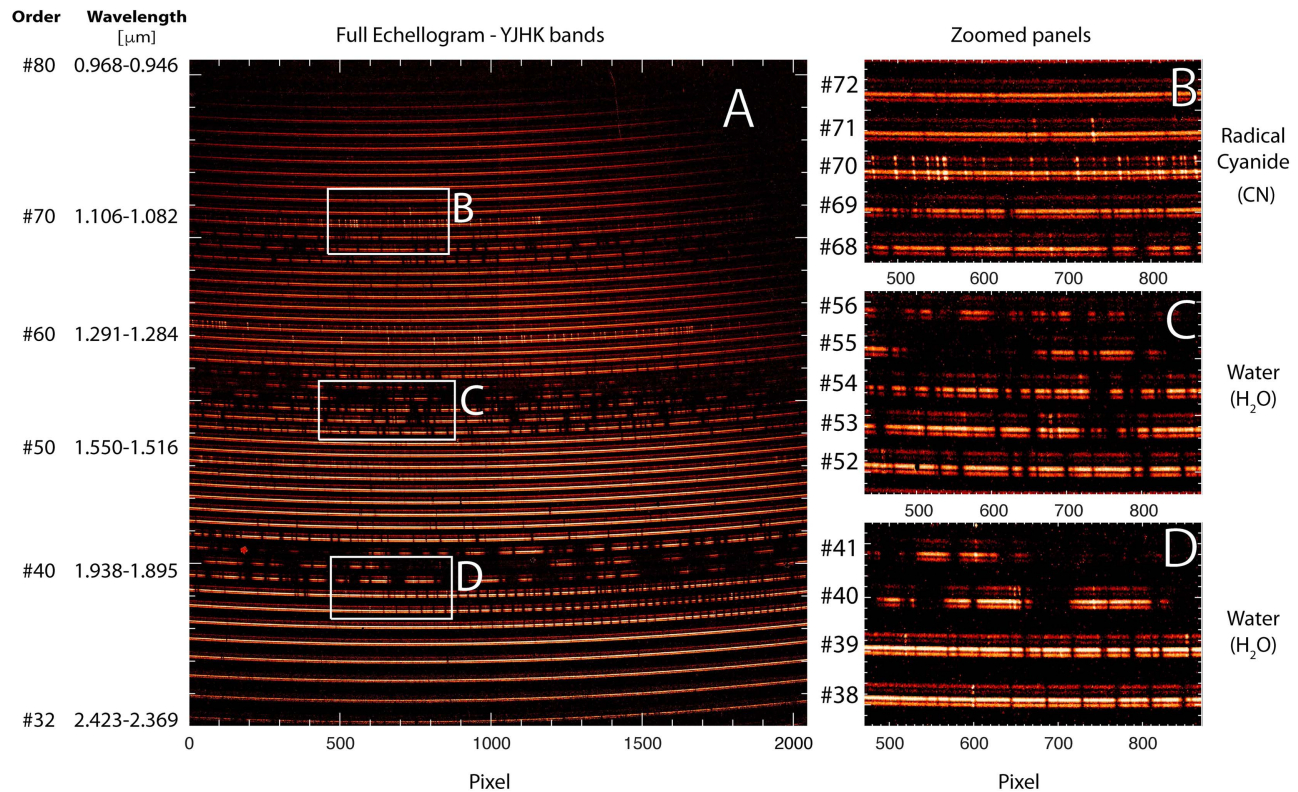 Order Wavelength
[μm]
Full Echellogram - YJHK bands
Zoomed panels
#80 0.968-0.946
#70 1.106-1.082
#60 1.291-1.284
#50 1.550-1.516
#40 1.938-1.895
#32 2.423-2.369
A
B
C
D
0 500 1000 1500 2000
Pixel
B
#72
#71
#70
#69
#68
500 600 700 800
Radical
Cyanide
(CN)
C
#56
#55
#54
#53
#52
500 600 700 800
Water
(H₂O)
D
#41
#40
#39
#38
500 600 700 800
Water
(H₂O)
Pixel